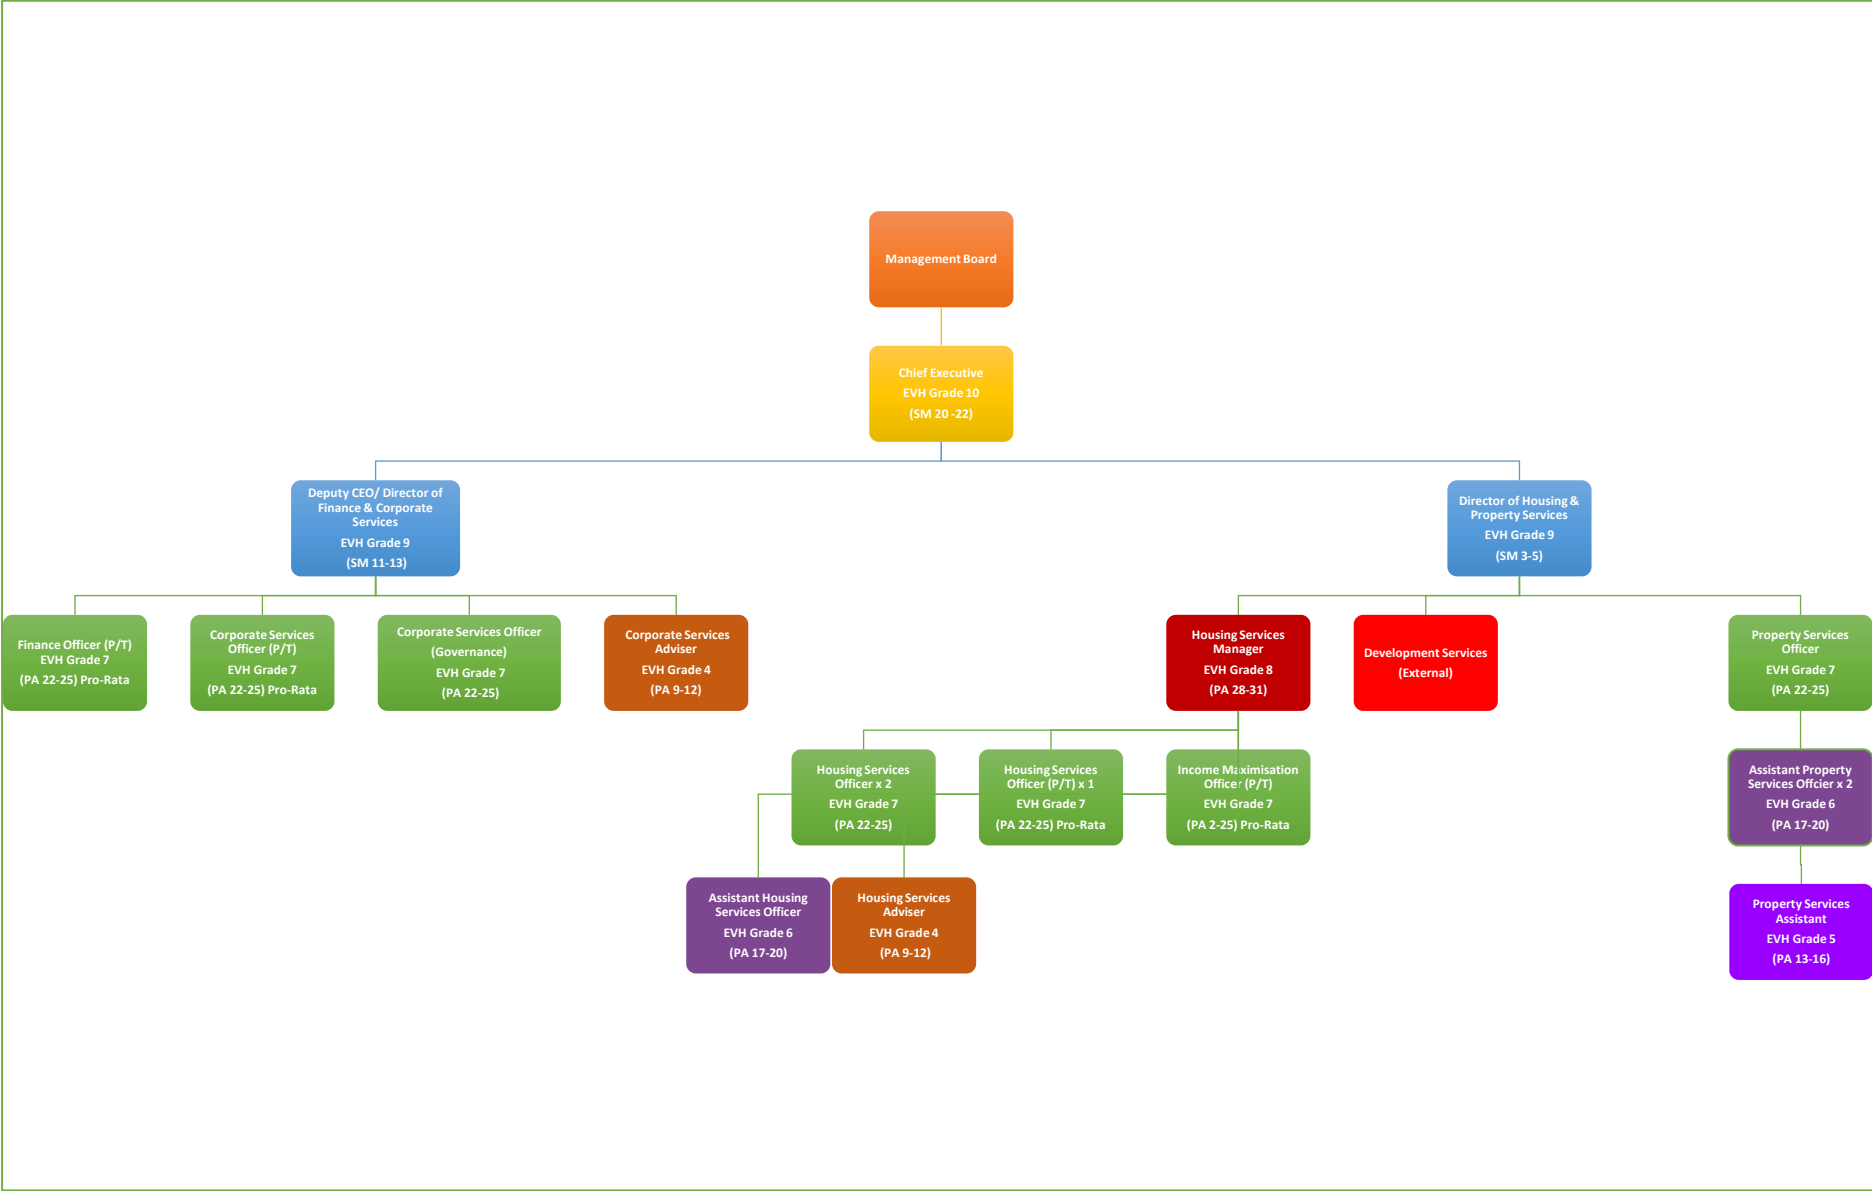 Management Board
Chief Executive
EVH Grade 10
(SM 20 -22)
Deputy CEO/ Director of
Finance & Corporate
Services
EVH Grade 9
(SM 11-13)
Director of Housing &
Property Services
EVH Grade 9
(SM 3-5)
Finance Officer (P/T)
EVH Grade 7
(PA 22-25) Pro-Rata
Corporate Services
Officer (P/T)
EVH Grade 7
(PA 22-25) Pro-Rata
Corporate Services Officer
(Governance)
EVH Grade 7
(PA 22-25)
Corporate Services
Adviser
EVH Grade 4
(PA 9-12)
Housing Services
Manager
EVH Grade 8
(PA 28-31)
Development Services
(External)
Property Services
Officer
EVH Grade 7
(PA 22-25)
Housing Services
Officer x 2
EVH Grade 7
(PA 22-25)
Housing Services
Officer (P/T) x 1
EVH Grade 7
(PA 22-25) Pro-Rata
Income Maximisation
Officer (P/T)
EVH Grade 7
(PA 2-25) Pro-Rata
Assistant Property
Services Offcier x 2
EVH Grade 6
(PA 17-20)
Assistant Housing
Services Officer
EVH Grade 6
(PA 17-20)
Housing Services
Adviser
EVH Grade 4
(PA 9-12)
Property Services
Assistant
EVH Grade 5
(PA 13-16)